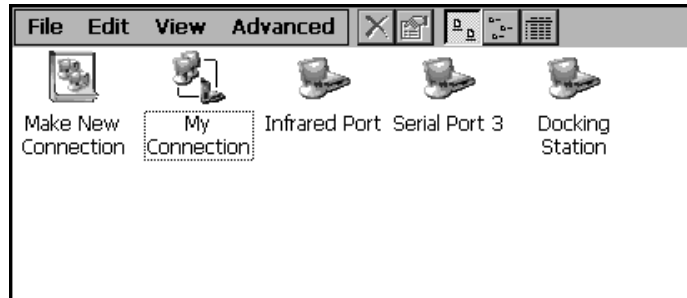 File Edit View Advanced
Make New Connection
My Connection
Infrared Port
Serial Port 3
Docking Station